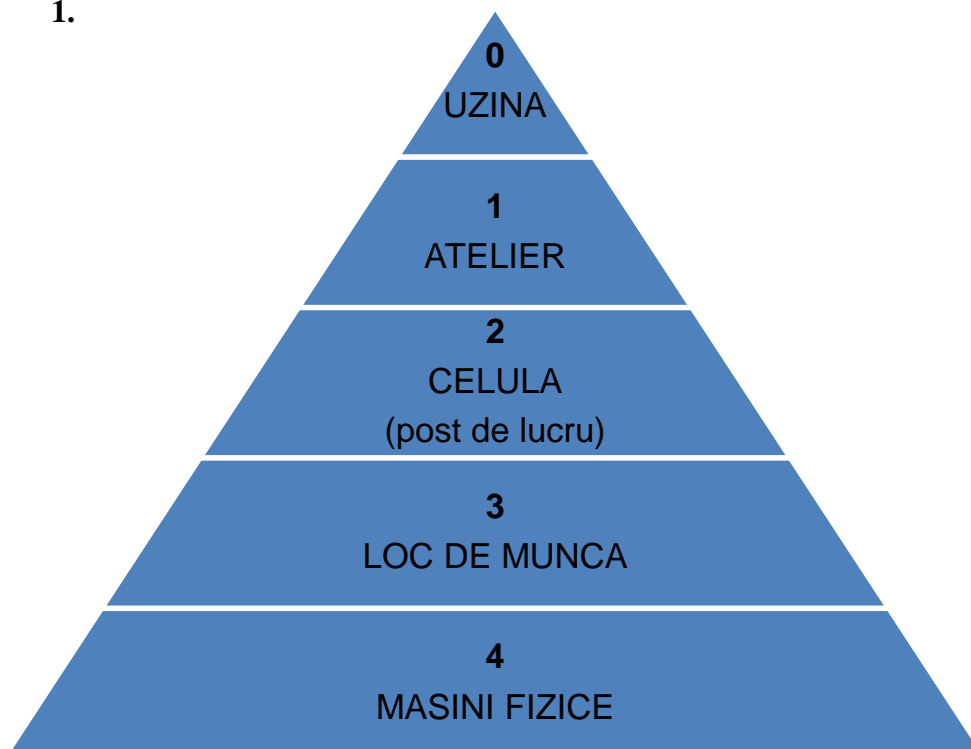 1.
0
UZINA
1
ATELIER
2
CELULA
(post de lucru)
3
LOC DE MUNCA
4
MASINI FIZICE